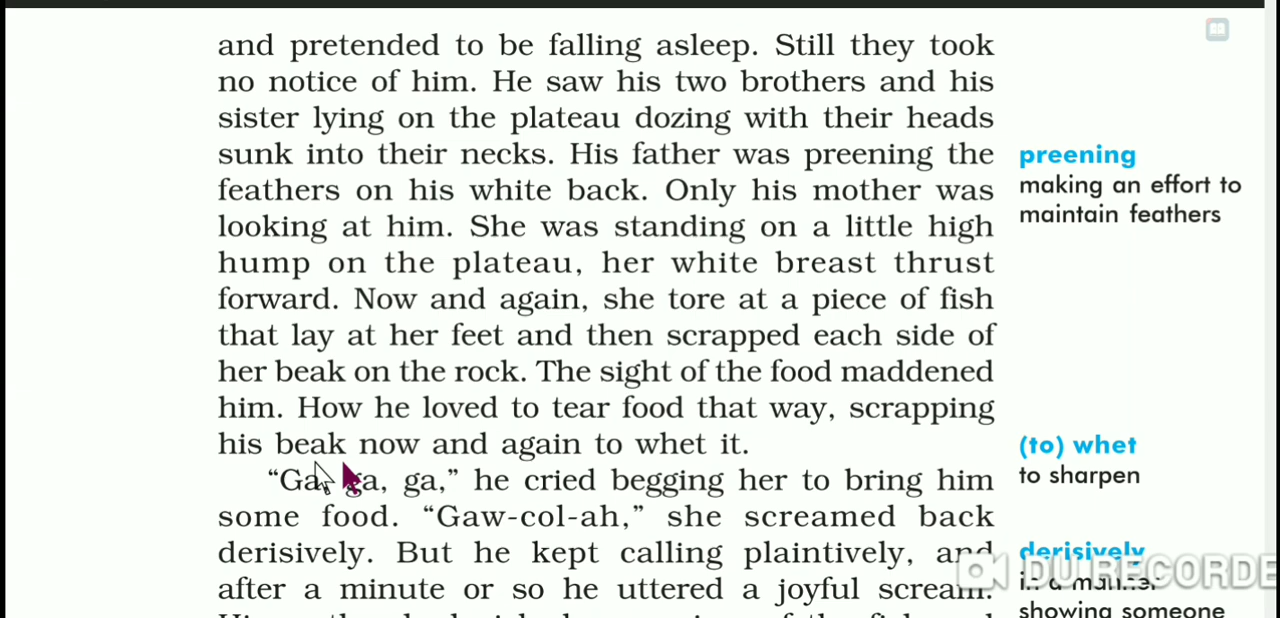 and pretended to be falling asleep. Still they took
no notice of him. He saw his two brothers and his
sister lying on the plateau dozing with their heads
sunk into their necks. His father was preening the
feathers on his white back. Only his mother was
looking at him. She was standing on a little high
hump on the plateau, her white breast thrust
forward. Now and again, she tore at a piece of fish
that lay at her feet and then scrapped each side of
her beak on the rock. The sight of the food maddened
him. How he loved to tear food that way, scrapping
his beak now and again to whet it.
“Ga, ga, ga,” he cried begging her to bring him
some food. “Gaw-col-ah,” she screamed back
derisively. But he kept calling plaintively, and
after a minute or so he uttered a joyful scream.
preening
making an effort to
maintain feathers
(to) whet
to sharpen
derisively
in a manner
showing someone
DU RECORDE